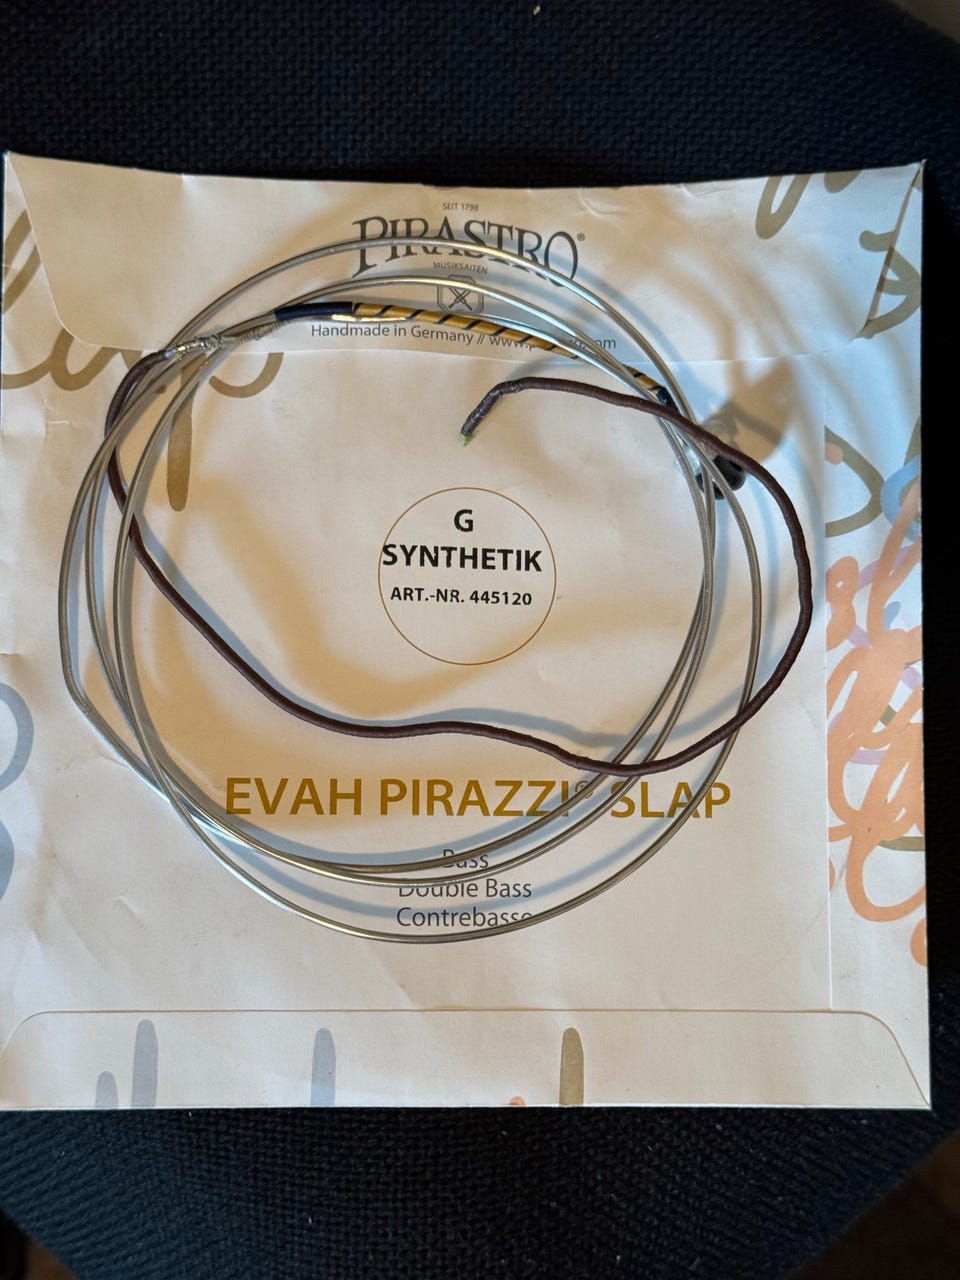 SEIT 1798
PIRASTRO®
MUSIKSAITEN
Handmade in Germany // www.
G
SYNTHETIK
ART.-NR. 445120
EVAH PIRAZZI® SLAP
Bass
Double Bass
Contrebasse